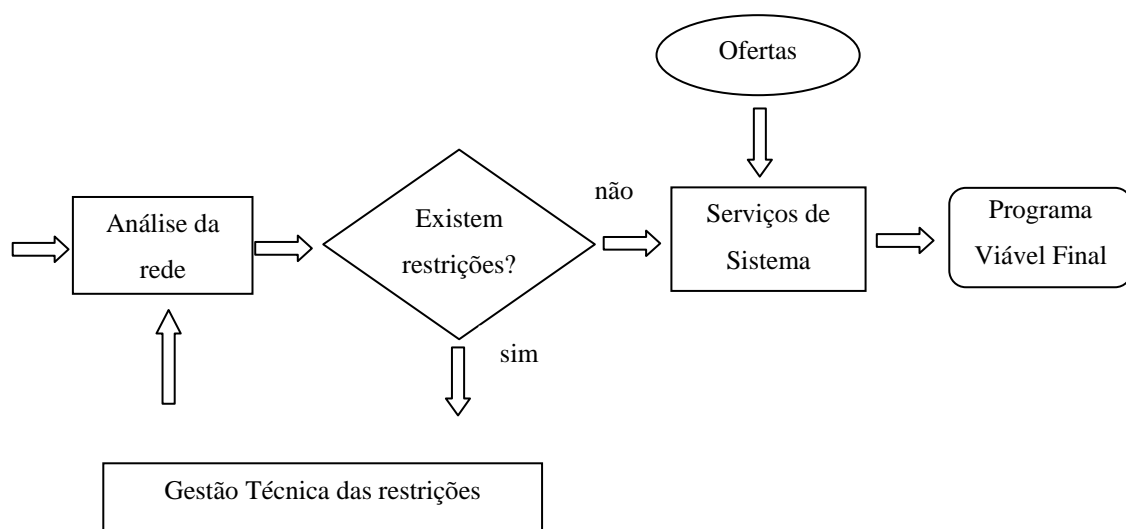 Ofertas
Análise da
rede
Existem
restrições?
não
sim
Serviços de
Sistema
Programa
Viável Final
Gestão Técnica das restrições